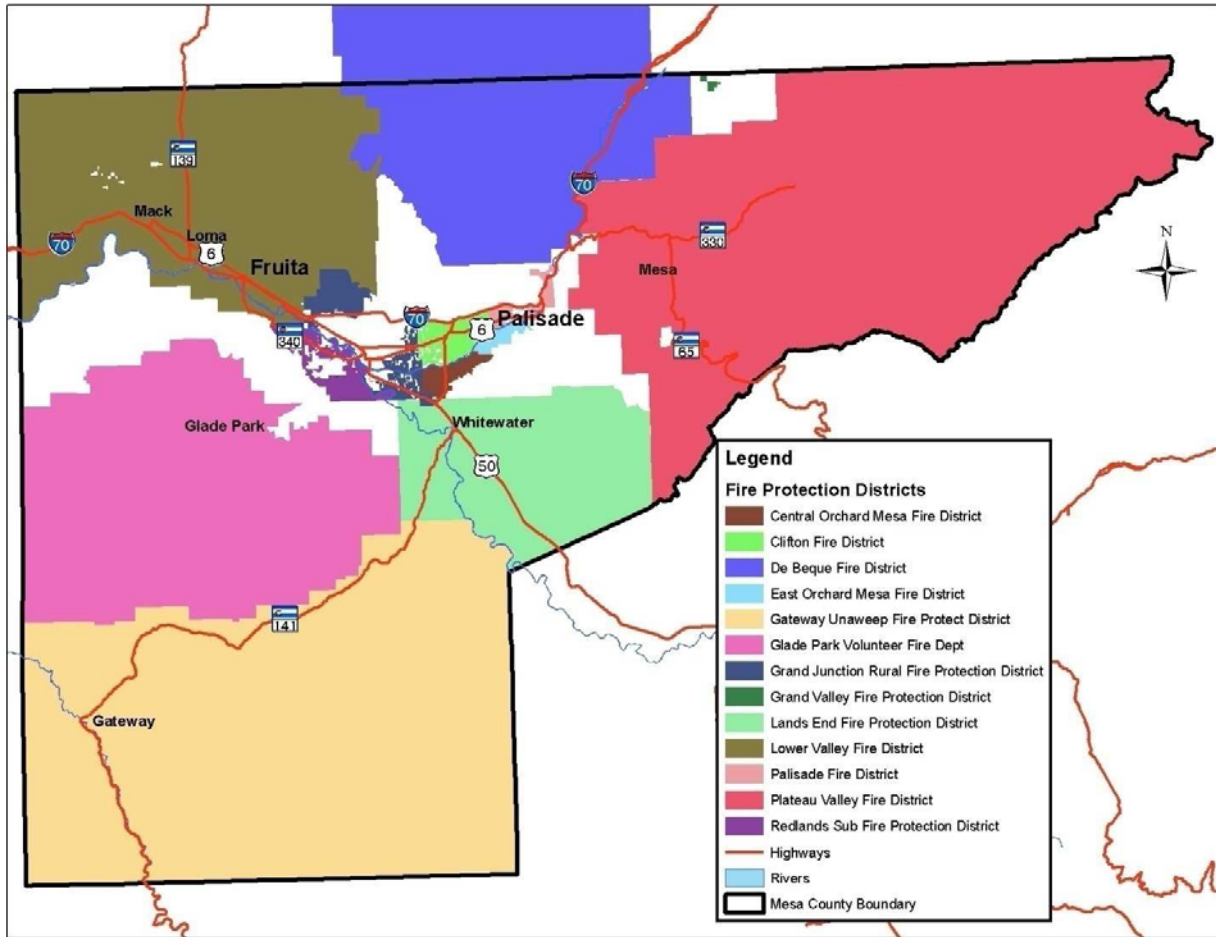 139
70
Mack
Loma
6
Fruita
70
330
Mesa
N
70
Palisade
6
340
65
Glade Park
Whitewater
50
141
Gateway
Legend
Fire Protection Districts
Central Orchard Mesa Fire District
Clifton Fire District
De Beque Fire District
East Orchard Mesa Fire District
Gateway Unaweep Fire Protect District
Glade Park Volunteer Fire Dept
Grand Junction Rural Fire Protection District
Grand Valley Fire Protection District
Lands End Fire Protection District
Lower Valley Fire District
Palisade Fire District
Plateau Valley Fire District
Redlands Sub Fire Protection District
Highways
Rivers
Mesa County Boundary